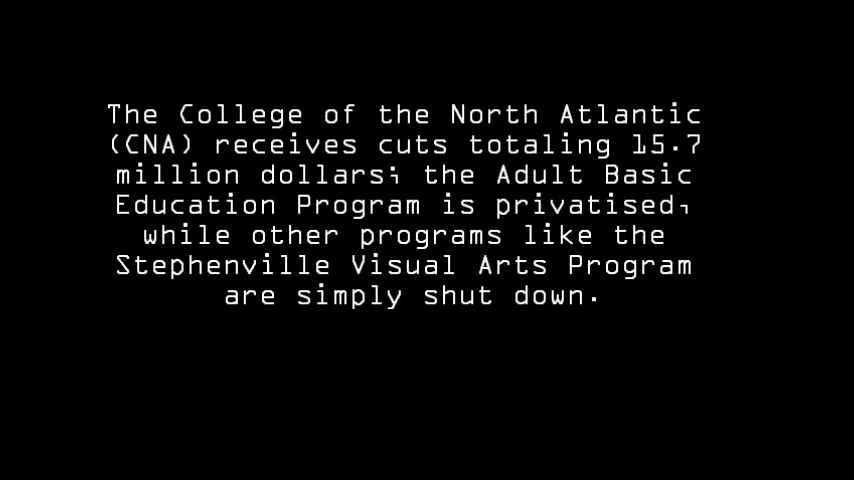 The College of the North Atlantic
(CNA) receives cuts totaling 15.7
million dollars; the Adult Basic
Education Program is privatised,
while other programs like the
Stephenville Visual Arts Program
are simply shut down.